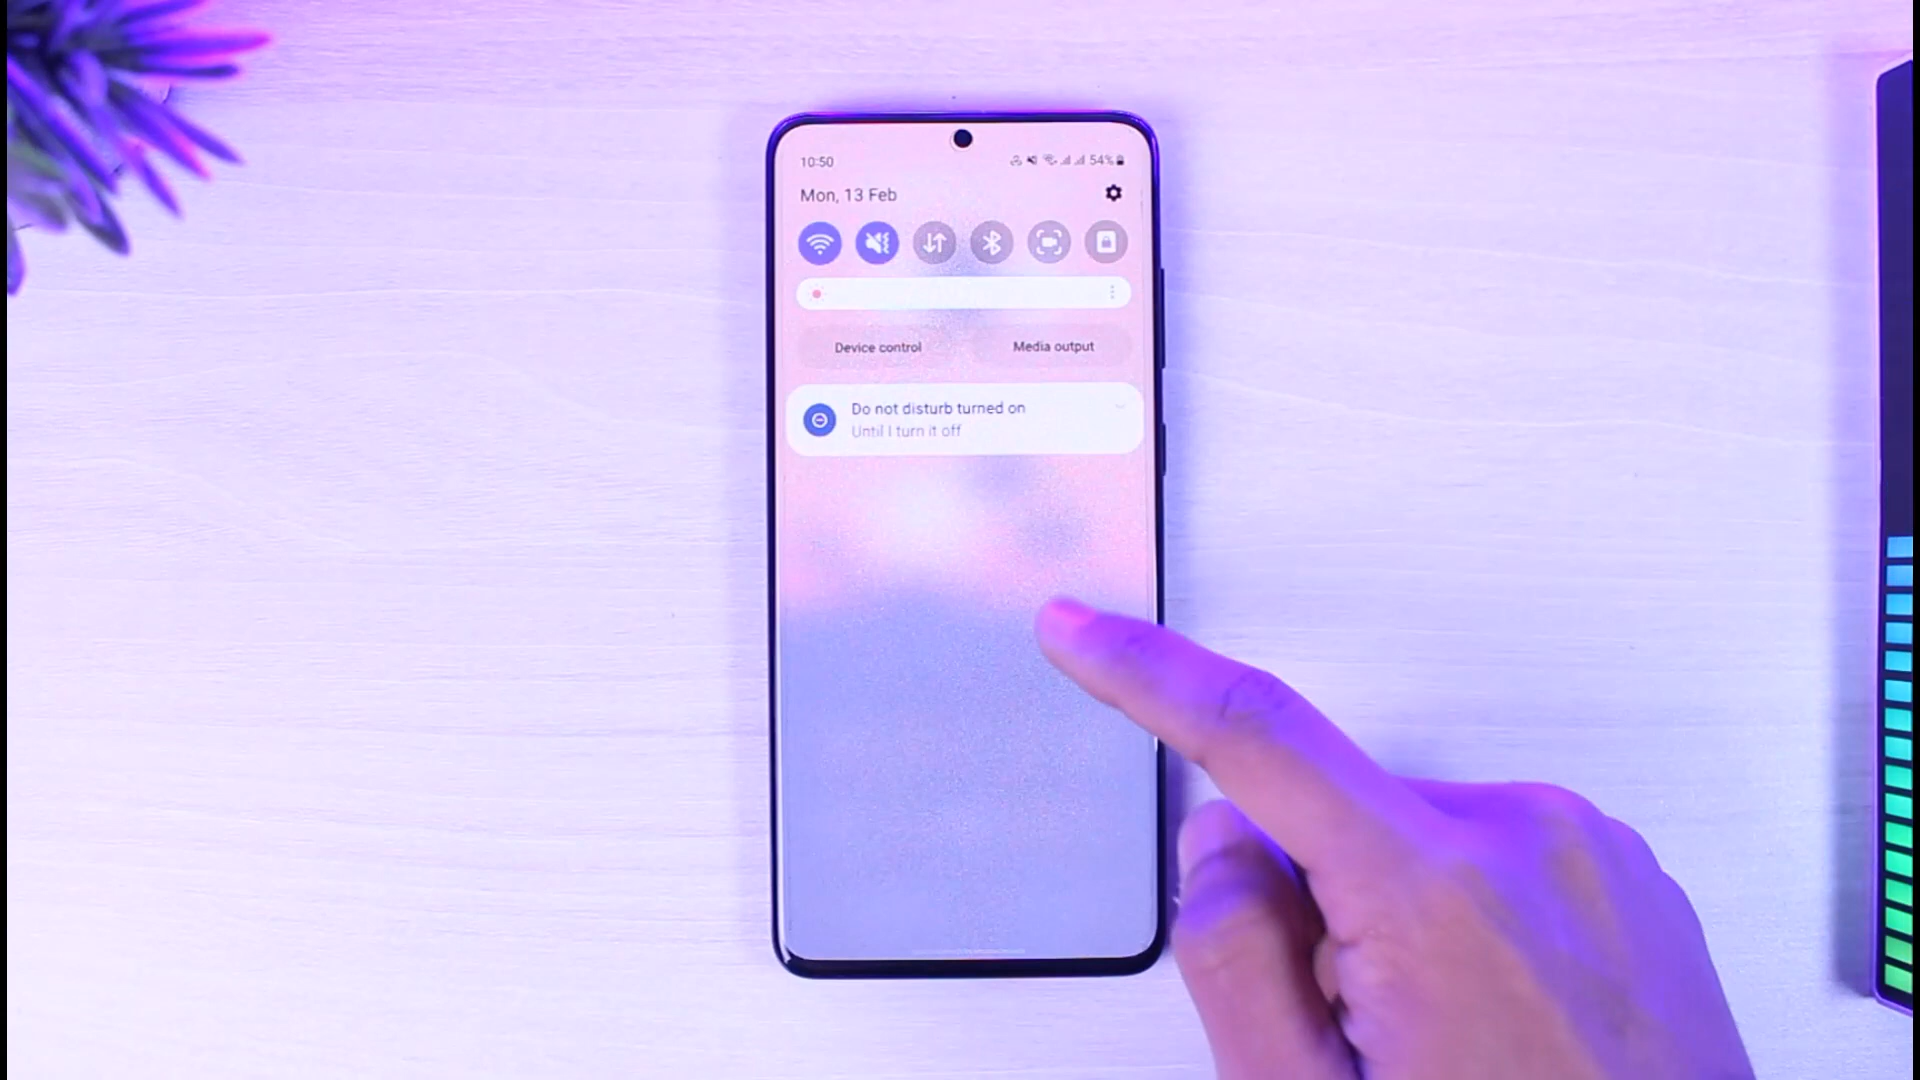 10:50
54%
Mon, 13 Feb
Device control
Media output
Do not disturb turned on
Until I turn it off